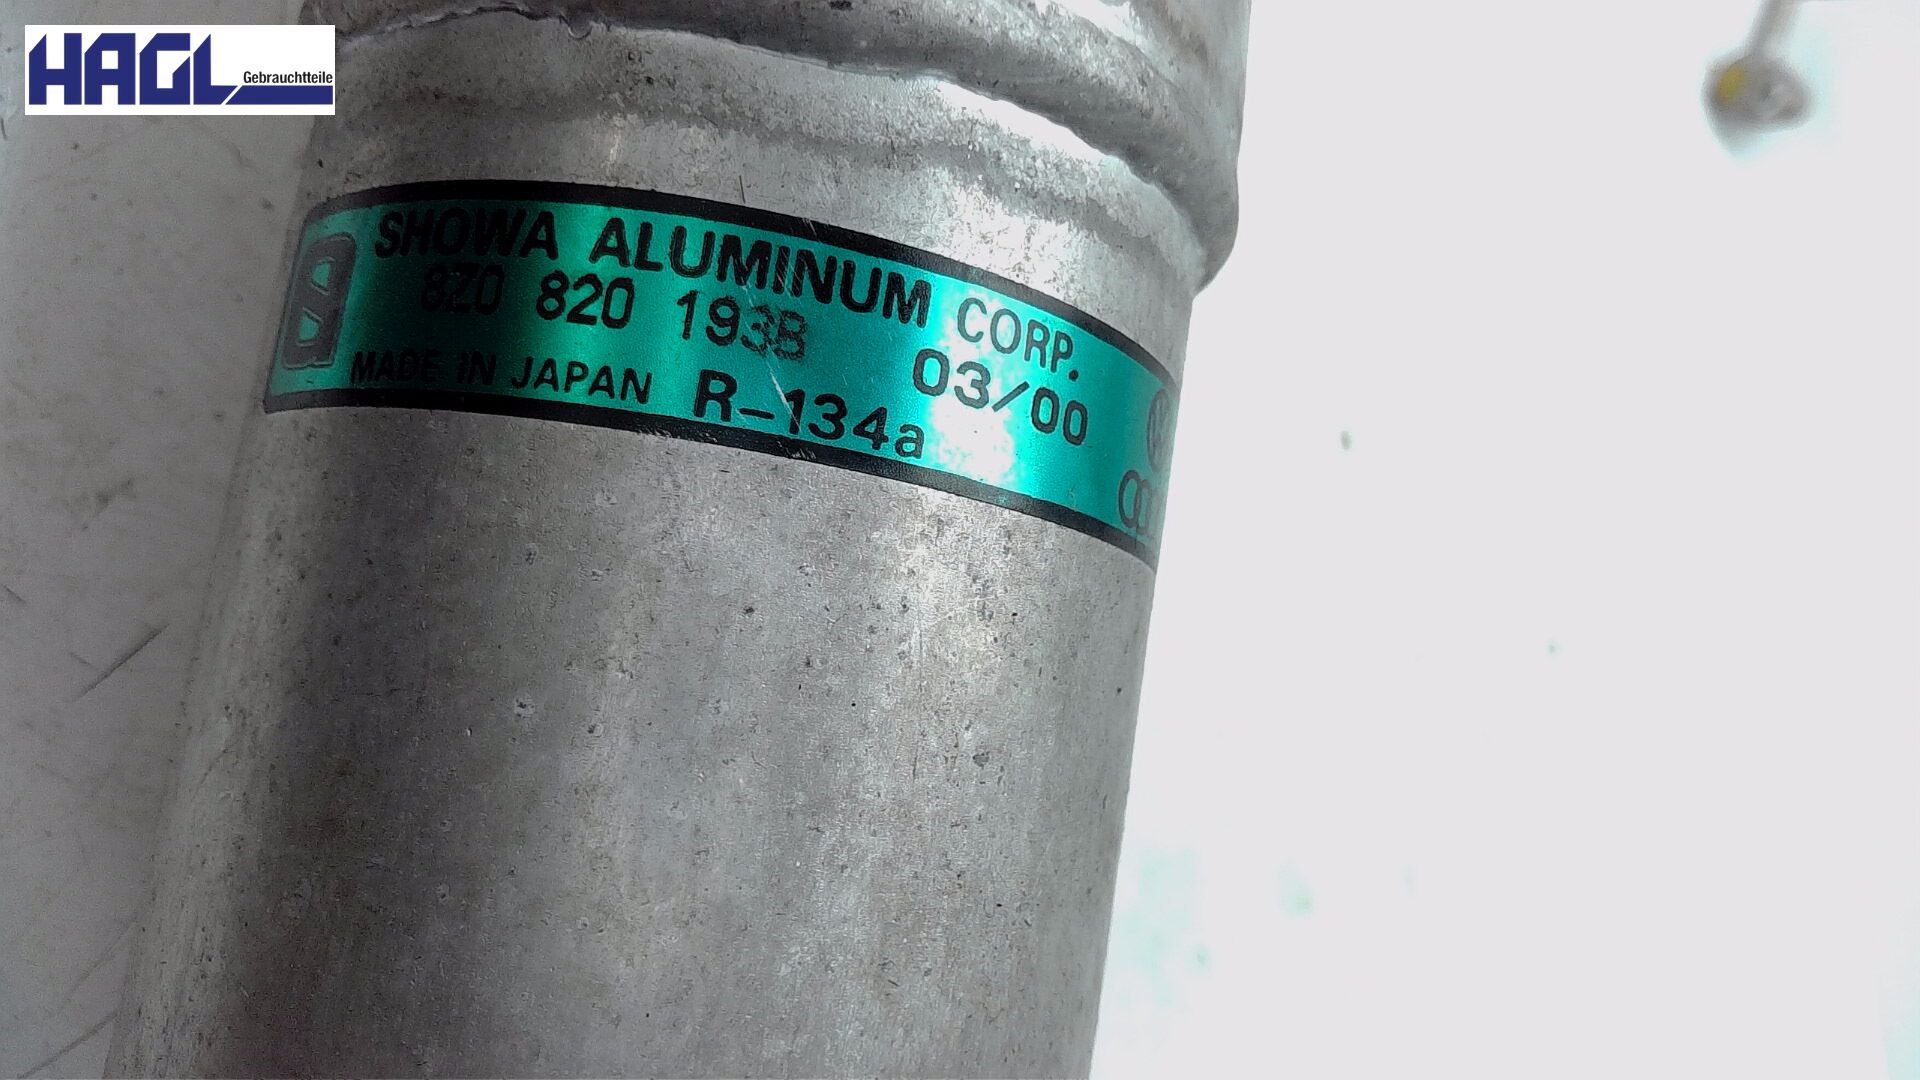 HAGL
Gebrauchtteile
SHOWA ALUMINUM CORP.
8Z0 820 193B 03/00
MADE IN JAPAN R-134a